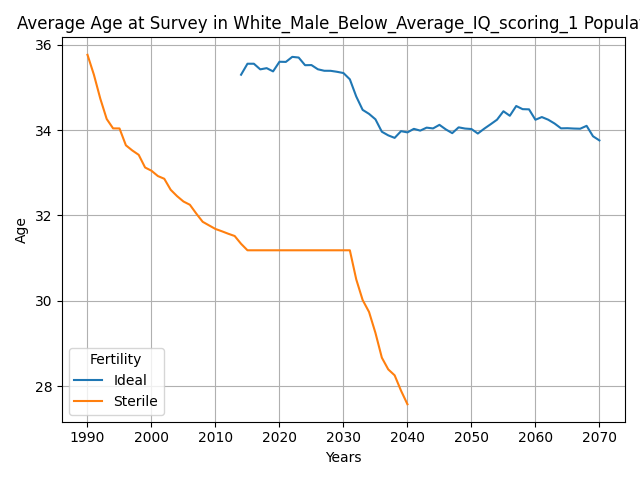 Average Age at Survey in White_Male_Below_Average_IQ_scoring_1 Popula
36
34
32
30
28
Age
Fertility
Ideal
Sterile
1990 2000 2010 2020 2030 2040 2050 2060 2070
Years